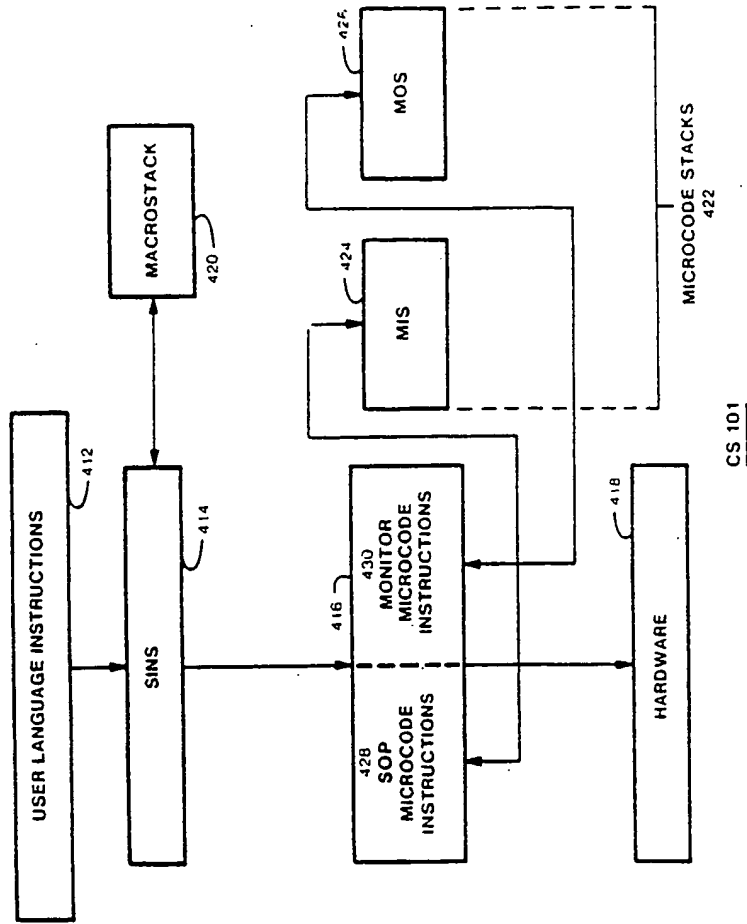 USER LANGUAGE INSTRUCTIONS
412
SINS
414
MACROSTACK
420
416
428
SOP
MICROCODE
INSTRUCTIONS
430
MONITOR
MICROCODE
INSTRUCTIONS
MIS
424
MOS
426
MICROCODE STACKS
422
HARDWARE
418
CS 101